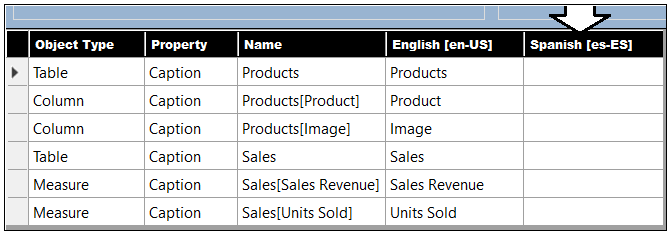 Object Type Property Name English [en-US] Spanish [es-ES]
Table Caption Products Products
Column Caption Products[Product] Product
Column Caption Products[Image] Image
Table Caption Sales Sales
Measure Caption Sales[Sales Revenue] Sales Revenue
Measure Caption Sales[Units Sold] Units Sold